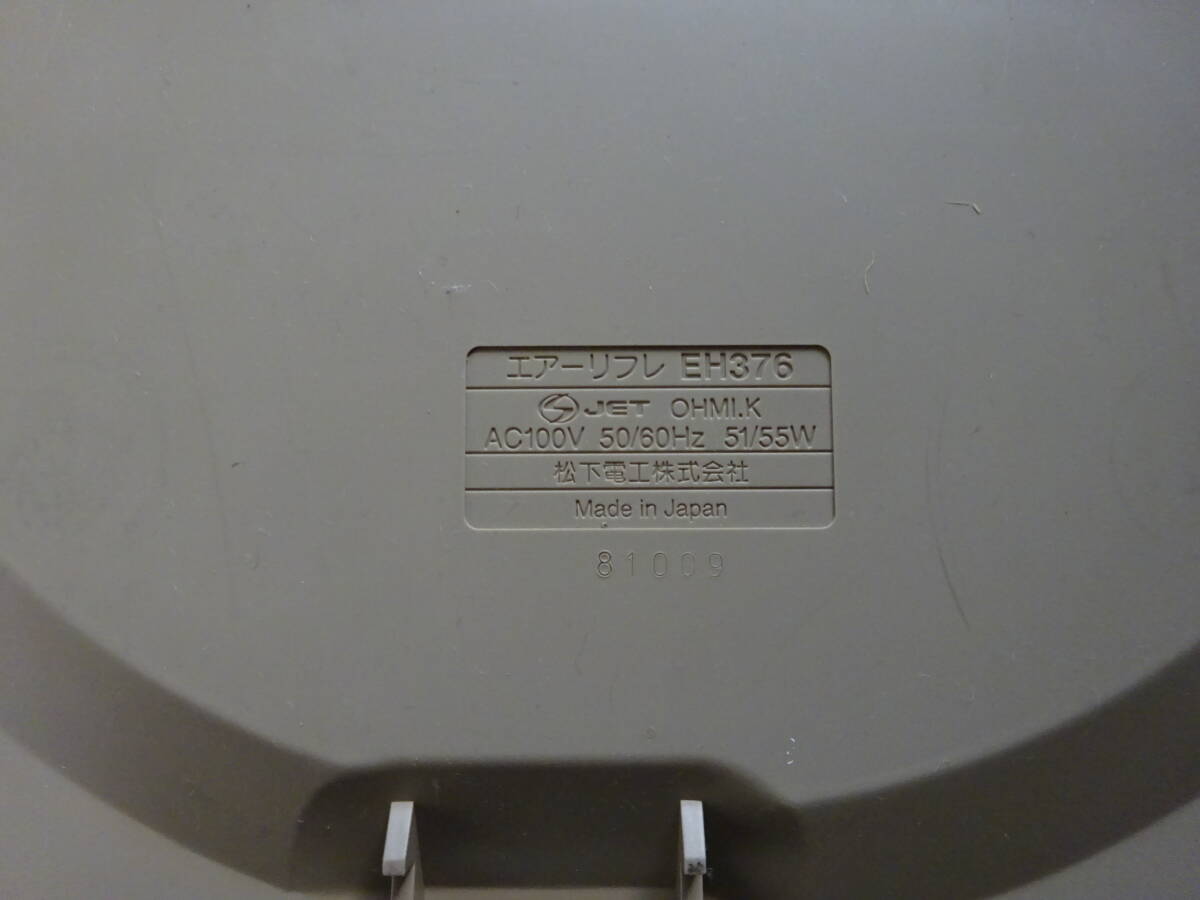 エアーリフレ EH376
JET OHMI.K
AC100V 50/60Hz 51/55W
松下電工株式会社
Made in Japan
81009